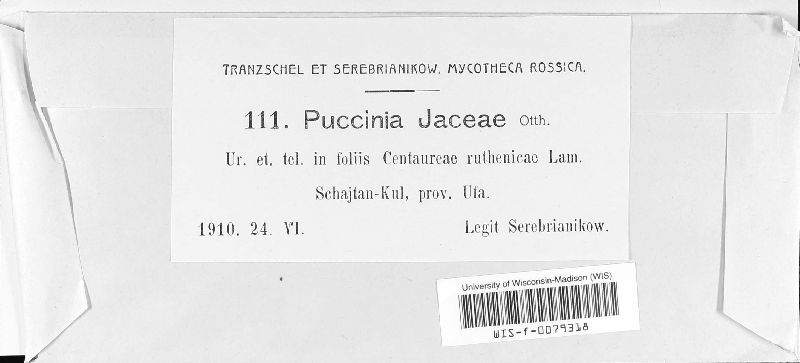 TRANZSCHEL ET SEREBRIANIKOW, MYCOTHECA ROSSICA.
111. Puccinia Jaceae Otth.
Ur. et. tel. in foliis Centaureae ruthenicae Lam.
Schajtan-Kul, prov. Ufa.
1910. 24. VI. Legit Serebrianikow.
University of Wisconsin-Madison (WIS)
WIS-f-0079318